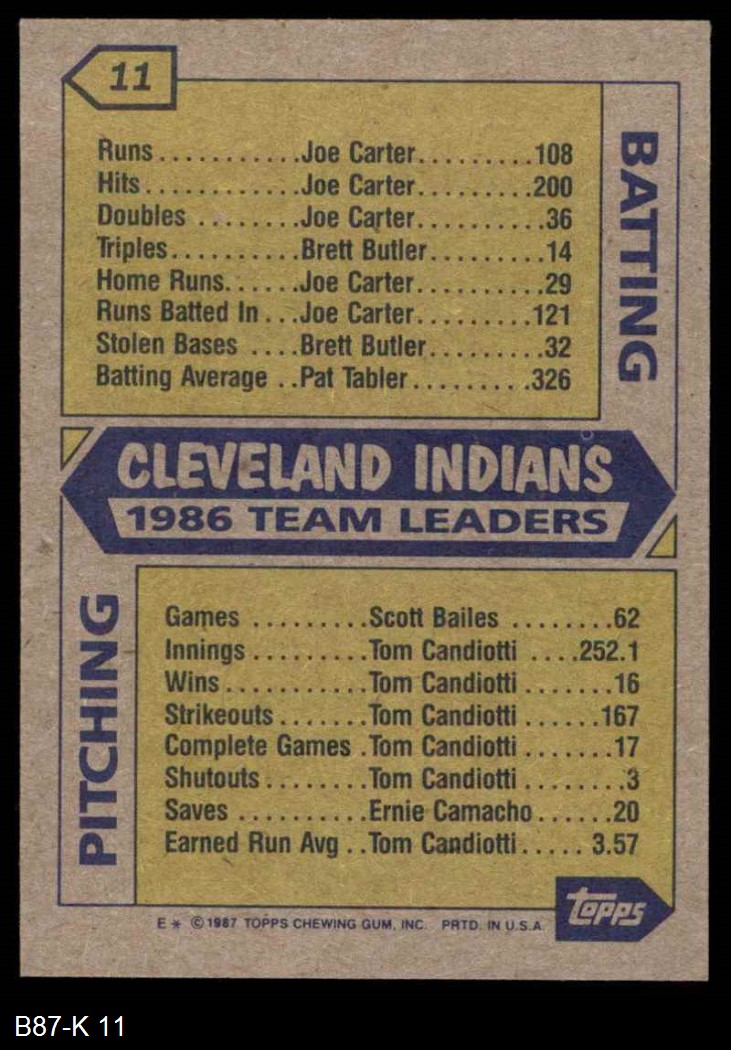 11
BATTING
Runs...........Joe Carter.........108
Hits............Joe Carter.........200
Doubles ........Joe Carter..........36
Triples..........Brett Butler.........14
Home Runs......Joe Carter..........29
Runs Batted In...Joe Carter.........121
Stolen Bases ....Brett Butler.........32
Batting Average ..Pat Tabler.........326
CLEVELAND INDIANS
1986 TEAM LEADERS
PITCHING
Games .........Scott Bailes ........62
Innings.........Tom Candiotti ....252.1
Wins...........Tom Candiotti .......16
Strikeouts.......Tom Candiotti ......167
Complete Games .Tom Candiotti .......17
Shutouts........Tom Candiotti ........3
Saves ..........Ernie Camacho......20
Earned Run Avg ..Tom Candiotti..... 3.57
topps
E * ©1987 TOPPS CHEWING GUM, INC. PRTD. IN U.S.A.
B87-K 11